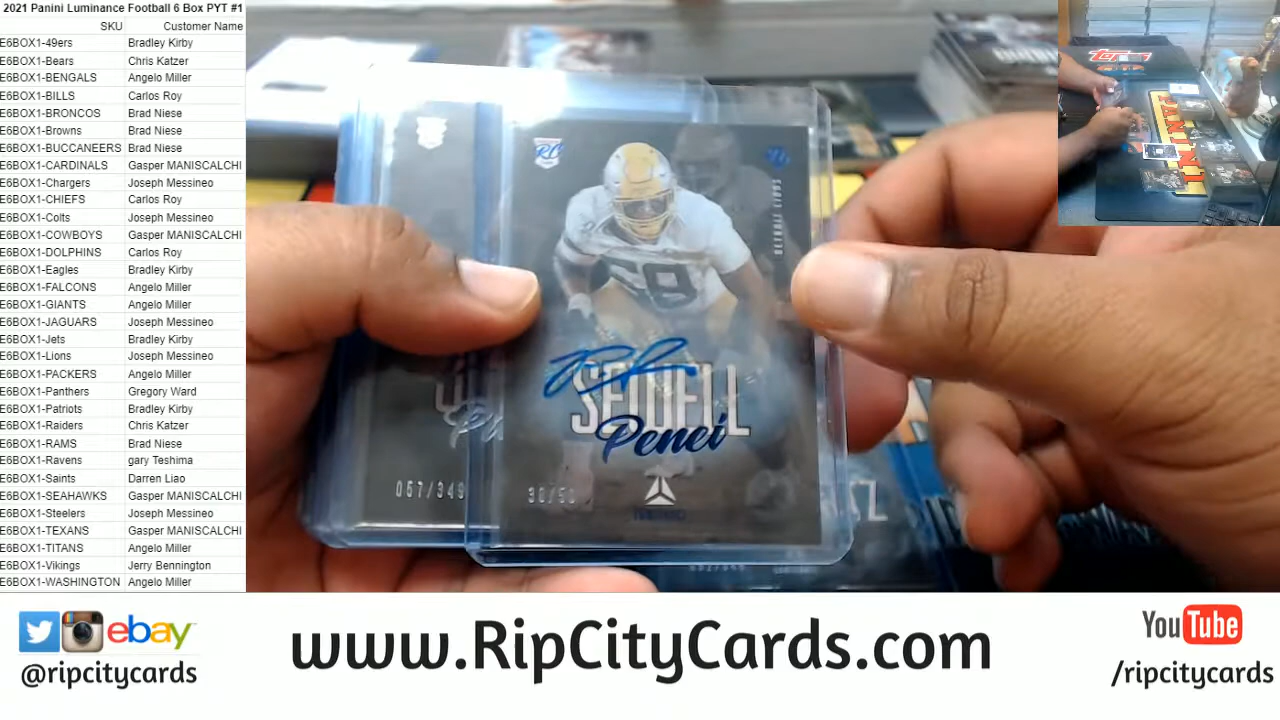 2021 Panini Luminance Football 6 Box PYT #1
SKU Customer Name
E6BOX1-49ers Bradley Kirby
E6BOX1-Bears Chris Katzer
E6BOX1-BENGALS Angelo Miller
E6BOX1-BILLS Carlos Roy
E6BOX1-BRONCOS Brad Niese
E6BOX1-Browns Brad Niese
E6BOX1-BUCCANEERS Brad Niese
E6BOX1-CARDINALS Gasper MANISCALCHI
E6BOX1-Chargers Joseph Messineo
E6BOX1-CHIEFS Carlos Roy
E6BOX1-Colts Joseph Messineo
E6BOX1-COWBOYS Gasper MANISCALCHI
E6BOX1-DOLPHINS Carlos Roy
E6BOX1-Eagles Bradley Kirby
E6BOX1-FALCONS Angelo Miller
E6BOX1-GIANTS Angelo Miller
E6BOX1-JAGUARS Joseph Messineo
E6BOX1-Jets Bradley Kirby
E6BOX1-Lions Joseph Messineo
E6BOX1-PACKERS Angelo Miller
E6BOX1-Panthers Gregory Ward
E6BOX1-Patriots Bradley Kirby
E6BOX1-Raiders Chris Katzer
E6BOX1-RAMS Brad Niese
E6BOX1-Ravens gary Teshima
E6BOX1-Saints Darren Liao
E6BOX1-SEAHAWKS Gasper MANISCALCHI
E6BOX1-Steelers Joseph Messineo
E6BOX1-TEXANS Gasper MANISCALCHI
E6BOX1-TITANS Angelo Miller
E6BOX1-Vikings Jerry Bennington
E6BOX1-WASHINGTON Angelo Miller
RC
DETROIT LIONS
58
SEWELL
Penei
057/349
30/50
Topps
PANINI
ebay
@ripcitycards
www.RipCityCards.com
YouTube
/ripcitycards